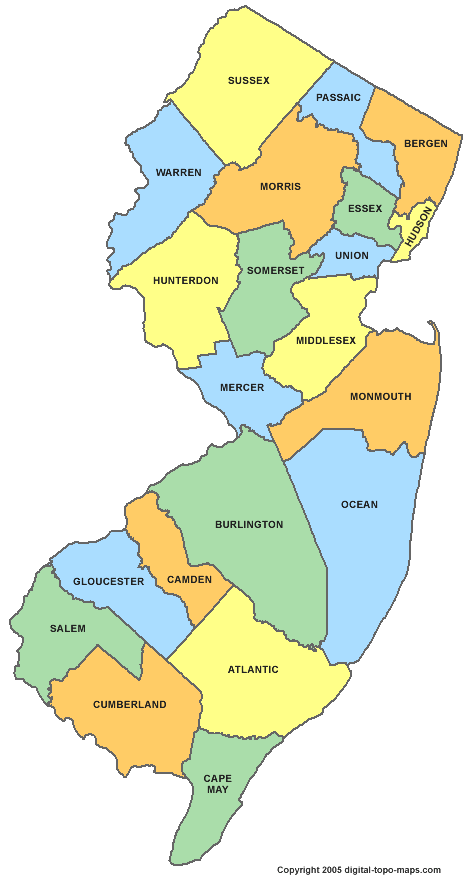 SUSSEX
PASSAIC
BERGEN
WARREN
MORRIS
ESSEX
HUDSON
UNION
SOMERSET
HUNTERDON
MIDDLESEX
MERCER
MONMOUTH
OCEAN
BURLINGTON
CAMDEN
GLOUCESTER
SALEM
ATLANTIC
CUMBERLAND
CAPE
MAY
Copyright 2005 digital-topo-maps.com